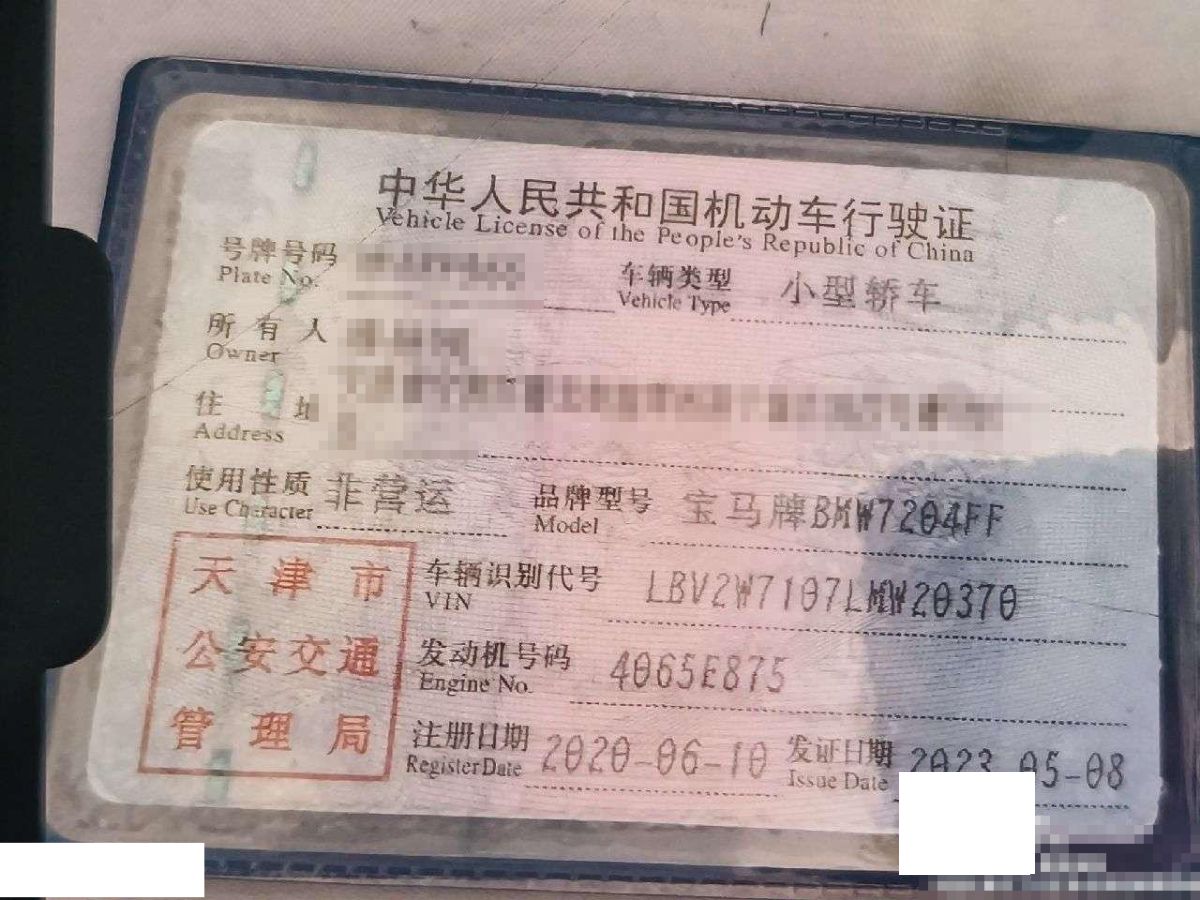 中华人民共和国机动车行驶证
Vehicle License of the People's Republic of China
号牌号码
Plate No.
车辆类型 小型轿车
Vehicle Type
所有人
Owner
住址
Address
使用性质 非营运
Use Character
品牌型号 宝马牌BMW7204FF
Model
车辆识别代号 LBV2W7107LMW20370
VIN
发动机号码 4065E875
Engine No.
注册日期 2020-06-10
Register Date
发证日期 2023-05-08
Issue Date
天津市
公安交通
管理局